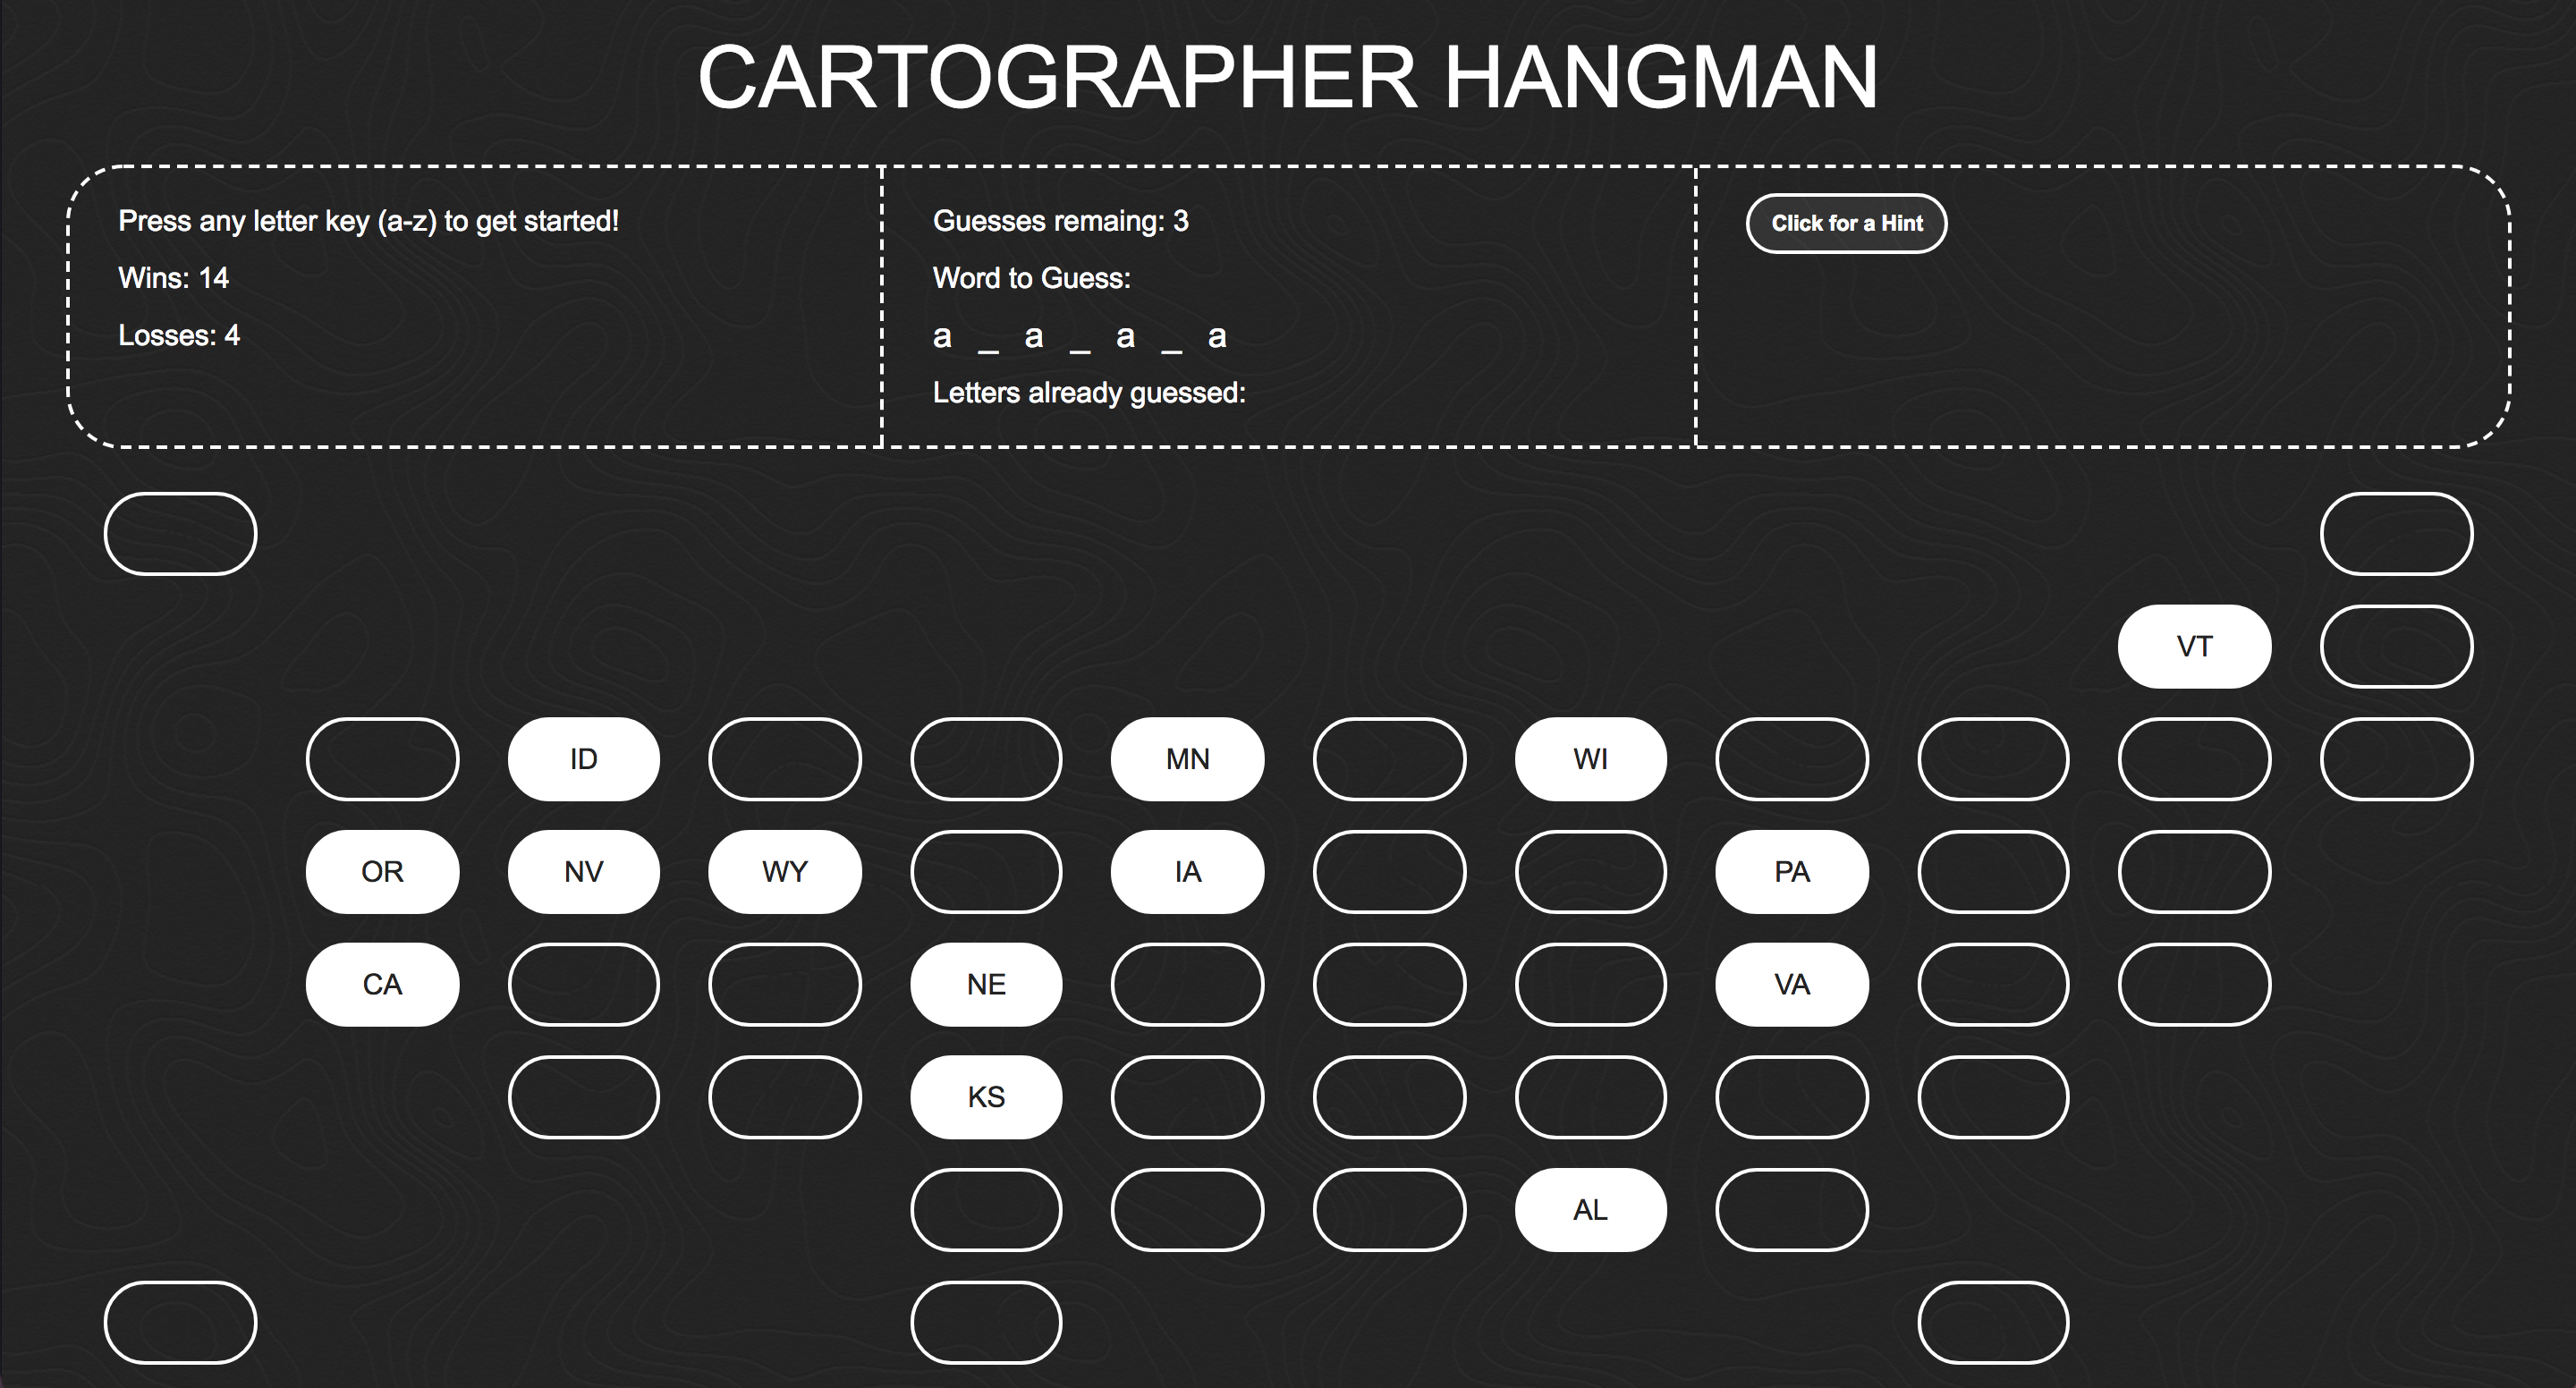 CARTOGRAPHER HANGMAN
Press any letter key (a-z) to get started!
Wins: 14
Losses: 4
Guesses remaing: 3
Word to Guess:
a _ a _ a _ a
Letters already guessed:
Click for a Hint
VT
ID MN WI
OR NV WY IA PA
CA NE VA
KS
AL